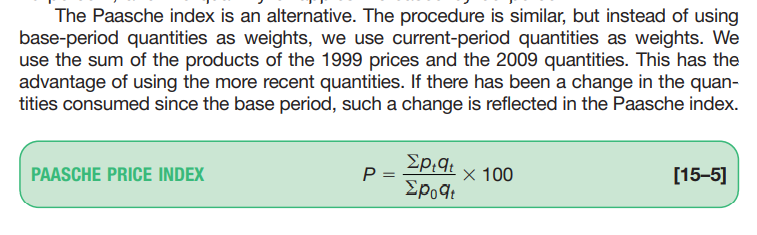 The Paasche index is an alternative. The procedure is similar, but instead of using
base-period quantities as weights, we use current-period quantities as weights. We
use the sum of the products of the 1999 prices and the 2009 quantities. This has the
advantage of using the more recent quantities. If there has been a change in the quan-
tities consumed since the base period, such a change is reflected in the Paasche index.
PAASCHE PRICE INDEX P = Σpₜqₜ / Σp₀qₜ × 100 [15–5]